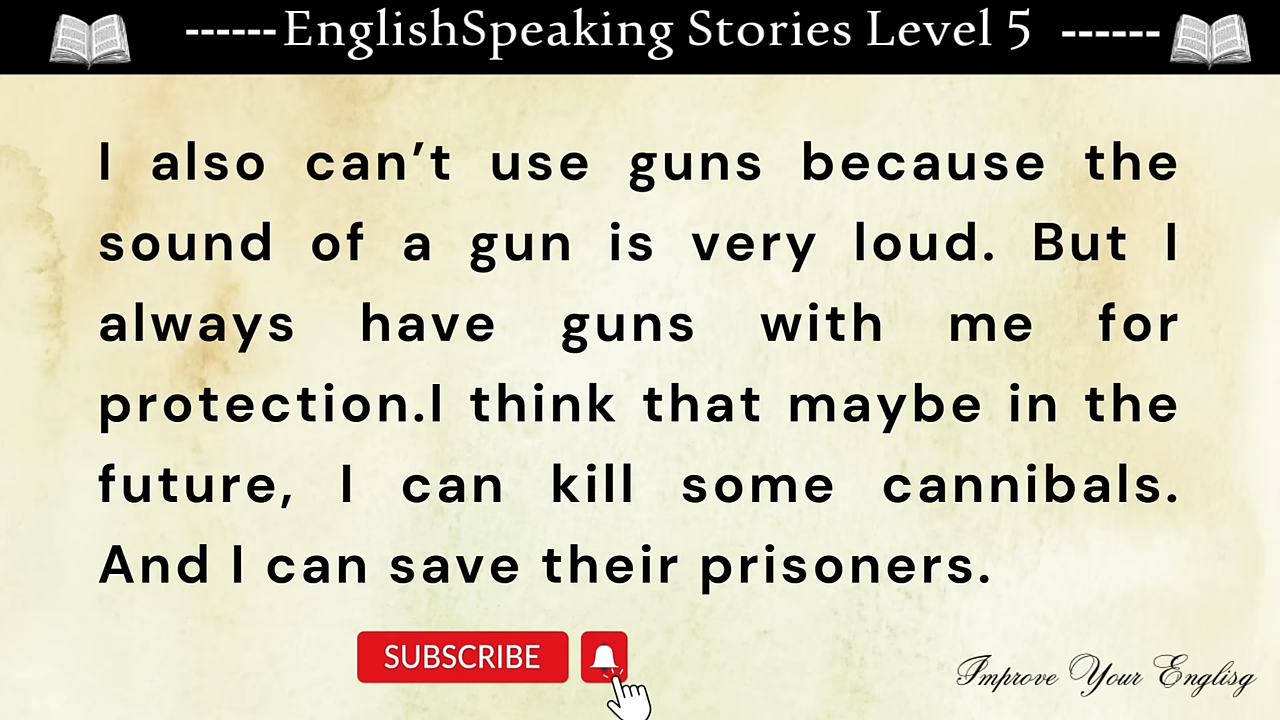 ------EnglishSpeaking Stories Level 5 ------
I also can’t use guns because the
sound of a gun is very loud. But I
always have guns with me for
protection.I think that maybe in the
future, I can kill some cannibals.
And I can save their prisoners.
SUBSCRIBE
Improve Your Englisg